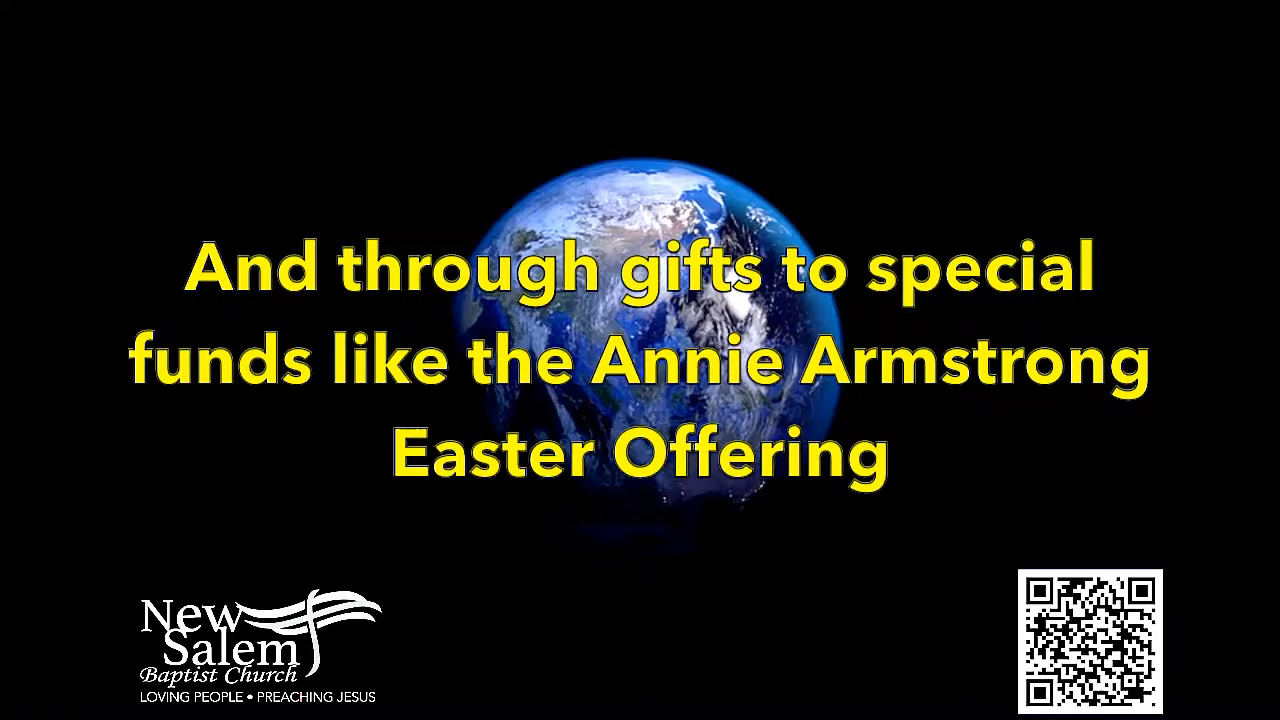 And through gifts to special
funds like the Annie Armstrong
Easter Offering
New
Salem
Baptist Church
LOVING PEOPLE • PREACHING JESUS